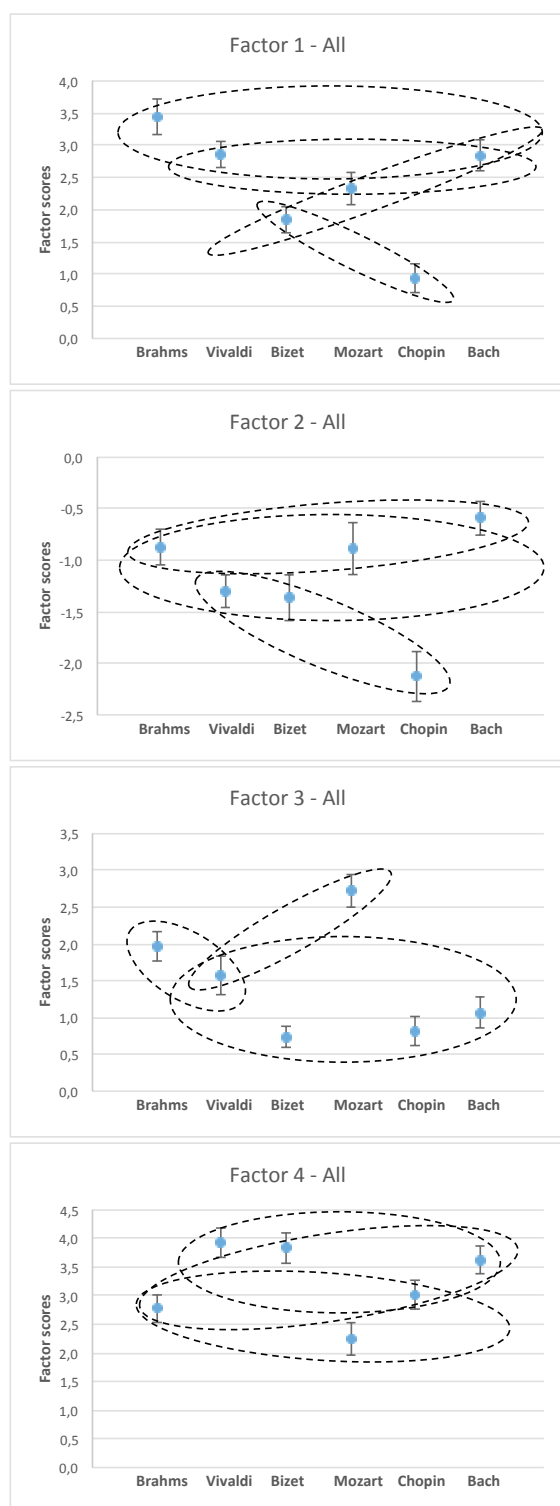 Factor 1 - All
4,0
3,5
3,0
2,5
2,0
1,5
1,0
0,5
0,0
Factor scores
Brahms Vivaldi Bizet Mozart Chopin Bach
Factor 2 - All
0,0
-0,5
-1,0
-1,5
-2,0
-2,5
Factor scores
Brahms Vivaldi Bizet Mozart Chopin Bach
Factor 3 - All
3,5
3,0
2,5
2,0
1,5
1,0
0,5
0,0
Factor scores
Brahms Vivaldi Bizet Mozart Chopin Bach
Factor 4 - All
4,5
4,0
3,5
3,0
2,5
2,0
1,5
1,0
0,5
0,0
Factor scores
Brahms Vivaldi Bizet Mozart Chopin Bach